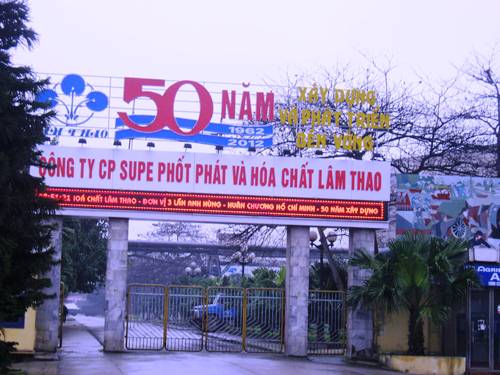 50 NĂM
1962
2012
XÂY DỰNG
VÀ PHÁT TRIỂN
BỀN VỮNG
CÔNG TY CP SUPE PHỐT PHÁT VÀ HÓA CHẤT LÂM THAO
HOÁ CHẤT LÂM THAO - ĐƠN VỊ 3 LẦN ANH HÙNG - HUÂN CHƯƠNG HỒ CHÍ MINH - 50 NĂM XÂY DỰNG